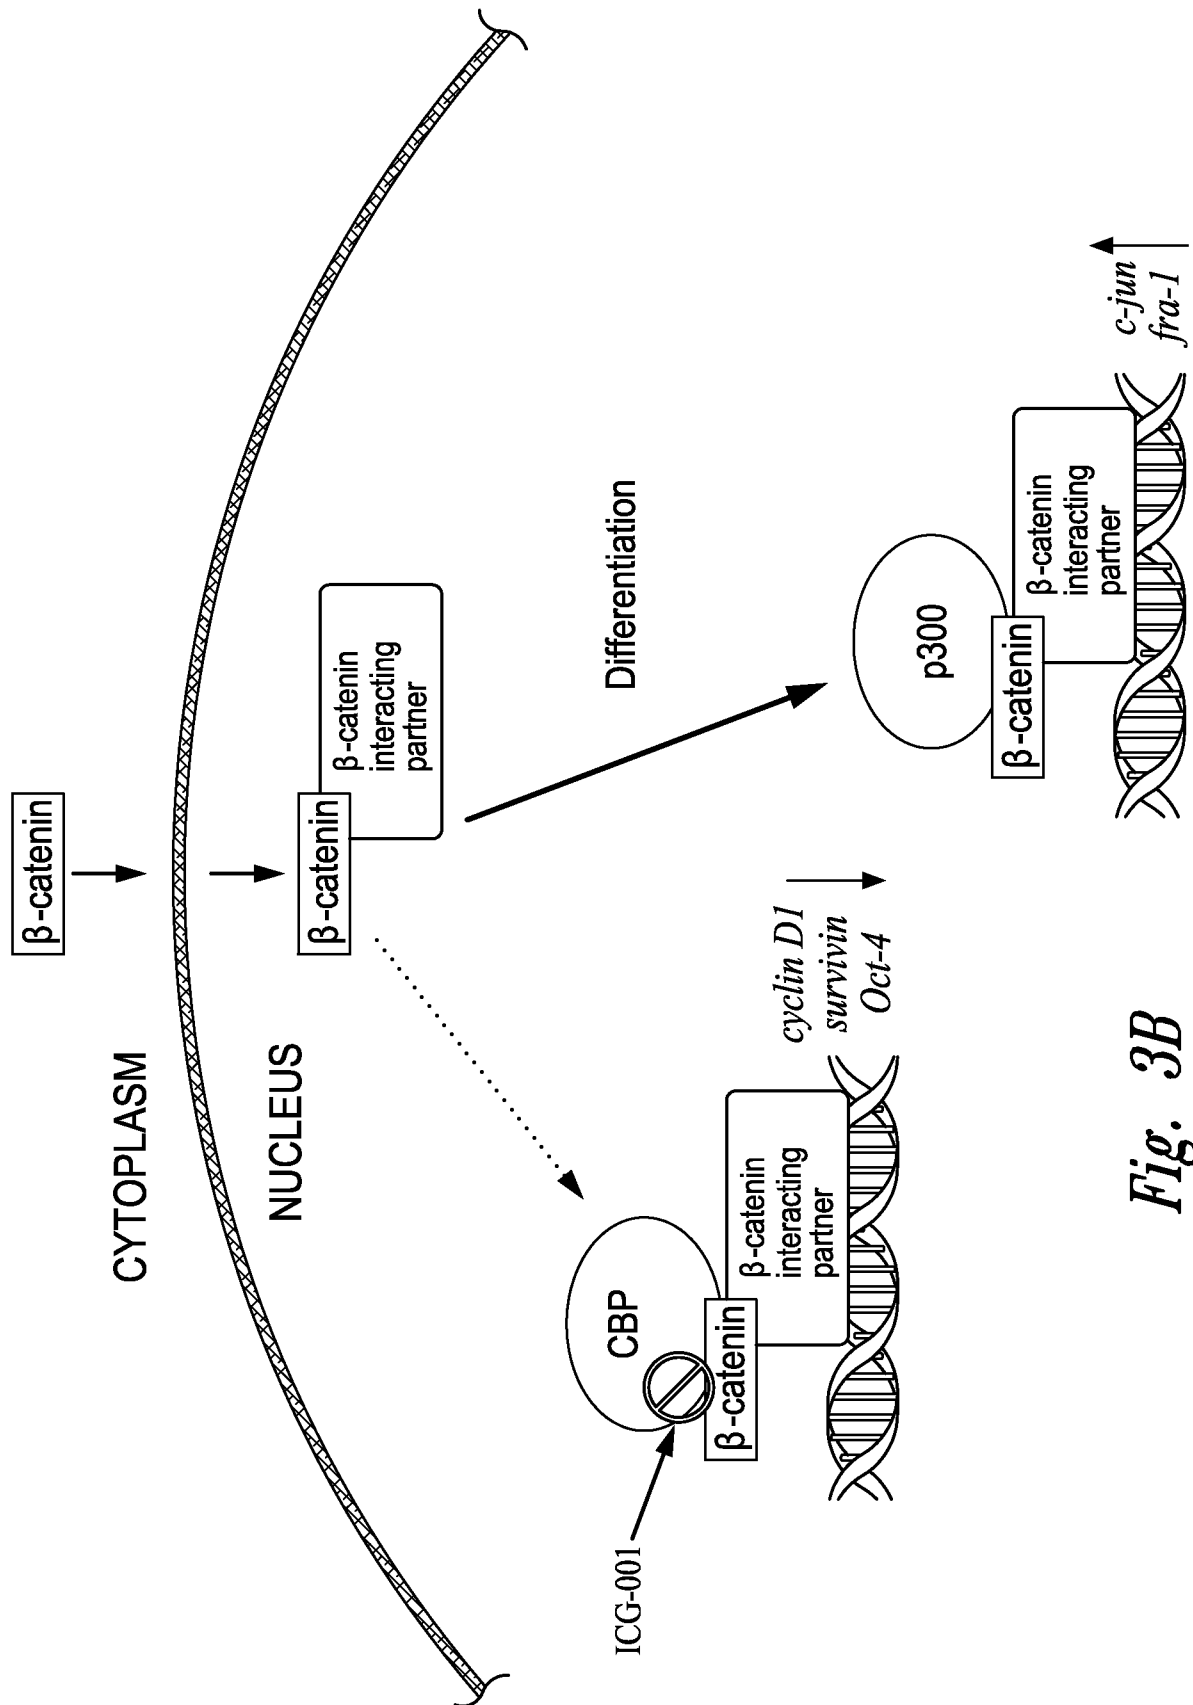 β-catenin
CYTOPLASM
NUCLEUS
β-catenin
β-catenin
interacting
partner
Differentiation
ICG-001
CBP
β-catenin
β-catenin
interacting
partner
cyclin D1
survivin
Oct-4
p300
β-catenin
β-catenin
interacting
partner
c-jun
fra-1
Fig. 3B